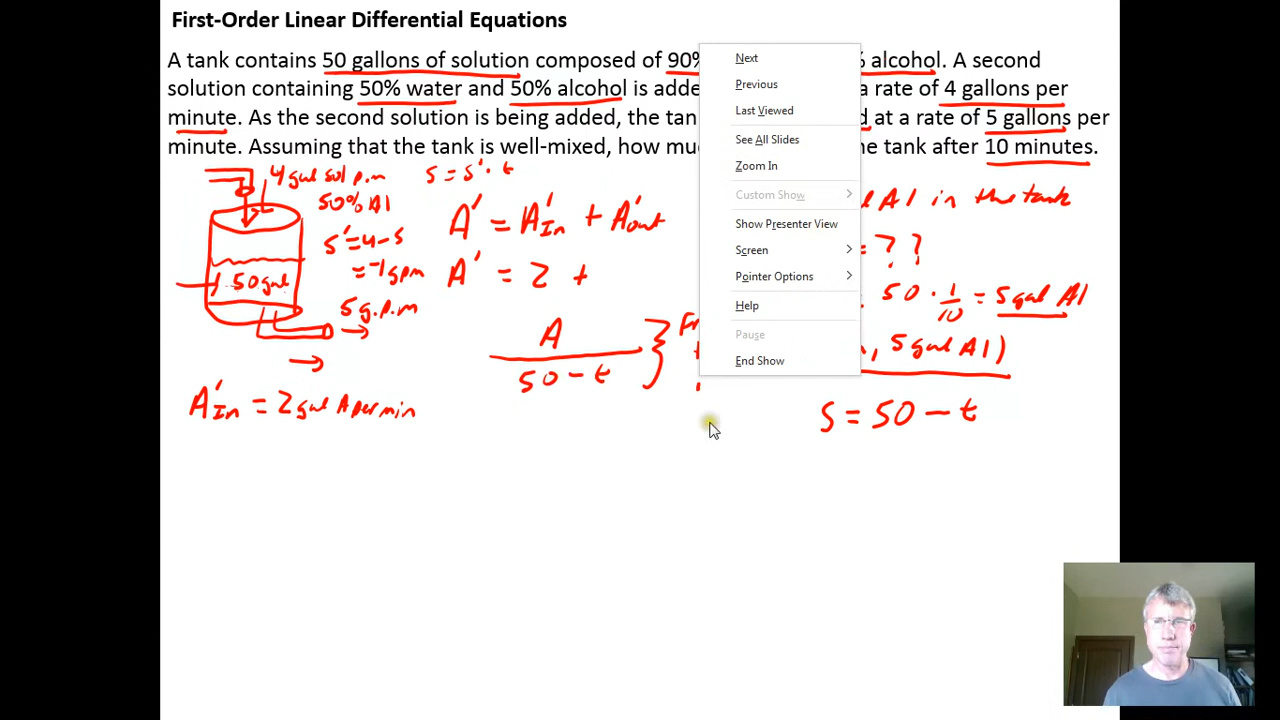 First-Order Linear Differential Equations
A tank contains 50 gallons of solution composed of 90% % alcohol. A second
solution containing 50% water and 50% alcohol is adde a rate of 4 gallons per
minute. As the second solution is being added, the tan d at a rate of 5 gallons per
minute. Assuming that the tank is well-mixed, how muc he tank after 10 minutes.
Next
Previous
Last Viewed
See All Slides
Zoom In
Custom Show
Show Presenter View
Screen
Pointer Options
Help
Pause
End Show
4 gal sol p.m
50% Al
S = S' · t
S' = 4 - 5
= -1 gpm
50 gal
5 g.p.m
A' = A'In + A'out
A' = 2 +
A
50 - t
A'In = 2 gal A per min
Al in the tank
= ? ?
50 · 1/10 = 5 gal Al
, 5 gal Al)
S = 50 - t